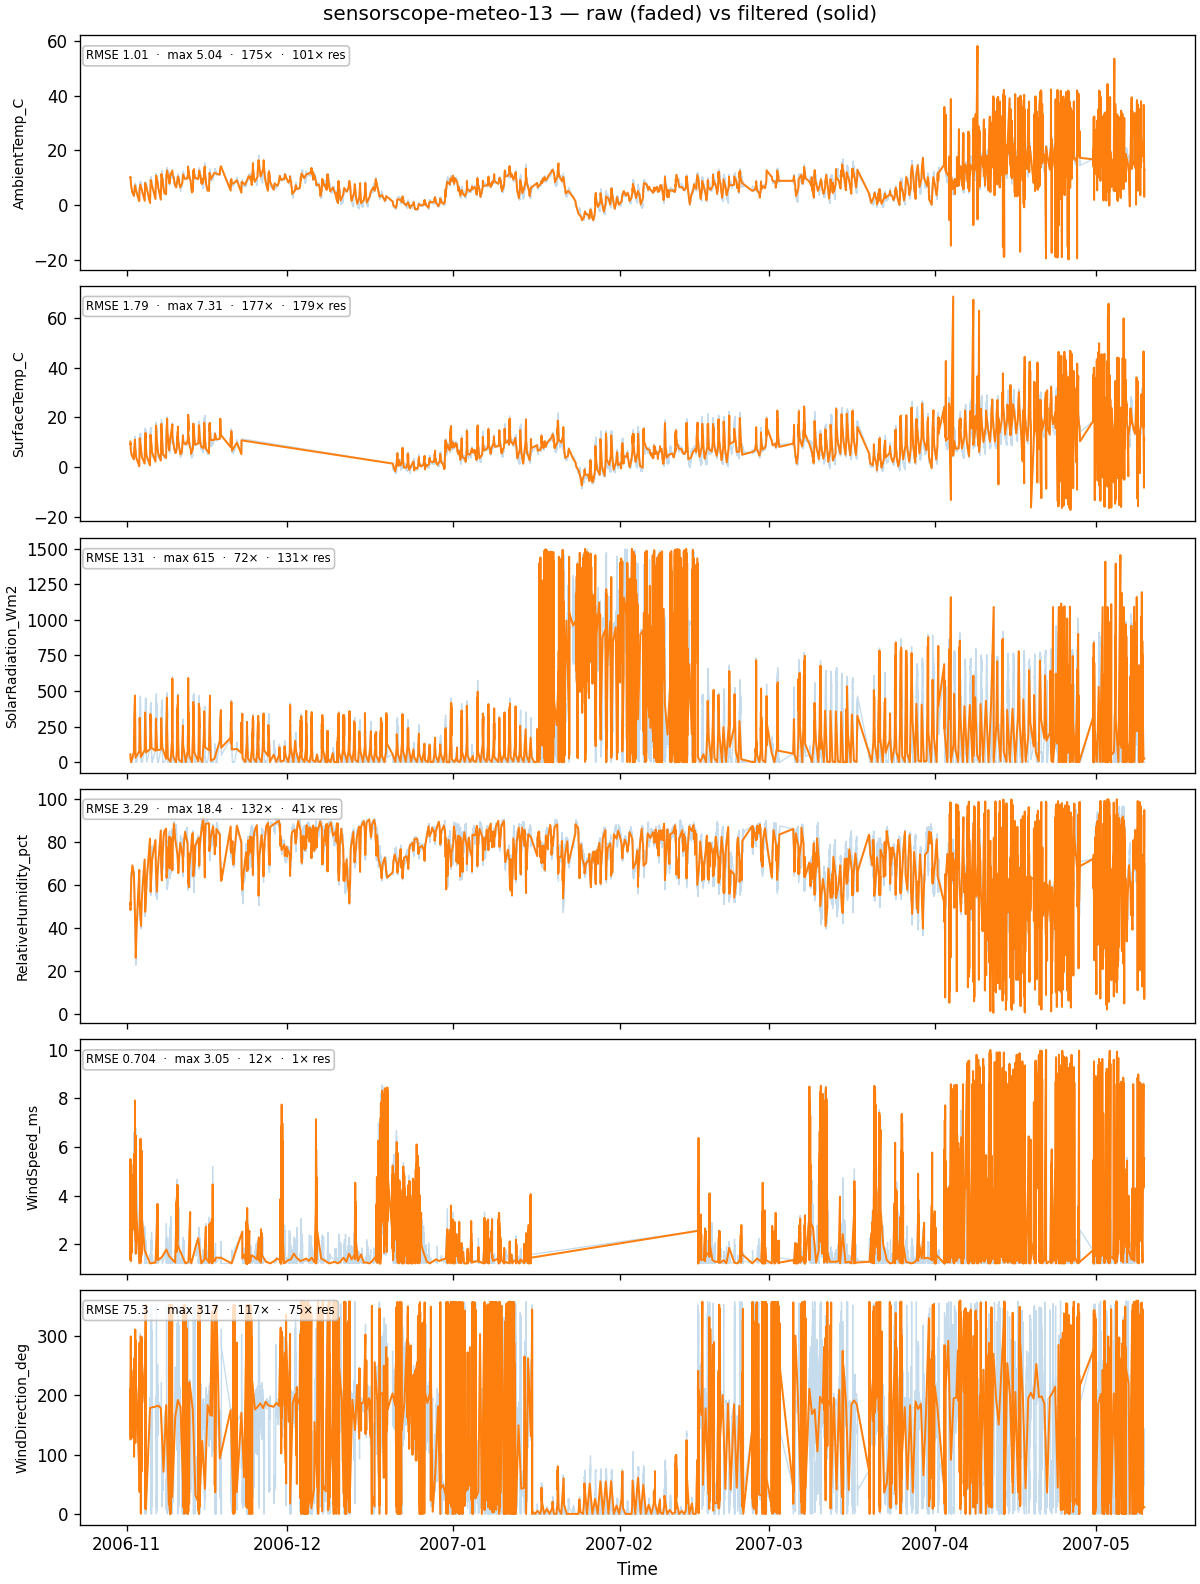 sensorscope-meteo-13 — raw (faded) vs filtered (solid)
60
40
20
0
−20
AmbientTemp_C
RMSE 1.01 · max 5.04 · 175× · 101× res
60
40
20
0
−20
SurfaceTemp_C
RMSE 1.79 · max 7.31 · 177× · 179× res
1500
1250
1000
750
500
250
0
SolarRadiation_Wm2
RMSE 131 · max 615 · 72× · 131× res
100
80
60
40
20
0
RelativeHumidity_pct
RMSE 3.29 · max 18.4 · 132× · 41× res
10
8
6
4
2
WindSpeed_ms
RMSE 0.704 · max 3.05 · 12× · 1× res
300
200
100
0
WindDirection_deg
RMSE 75.3 · max 317 · 117× · 75× res
2006-11
2006-12
2007-01
2007-02
2007-03
2007-04
2007-05
Time